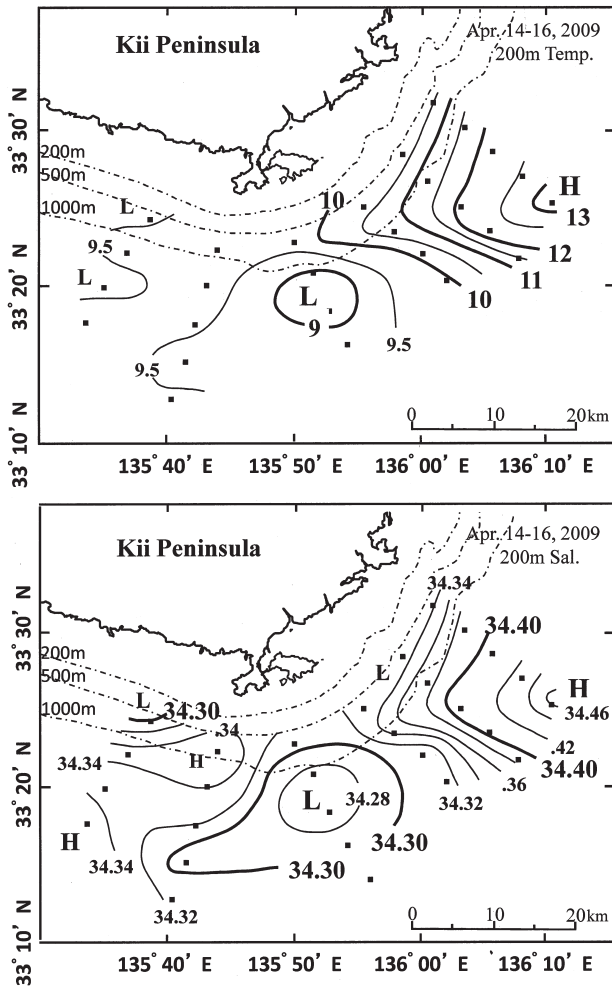 Kii Peninsula
Apr. 14-16, 2009
200m Temp.
33° 30' N
200m
500m
1000m
L
10
H
13
9.5
12
L
11
10
33° 20' N
L
9
9.5
9.5
0 10 20km
33° 10' N
135° 40' E 135° 50' E 136° 00' E 136° 10' E
Kii Peninsula
Apr. 14-16, 2009
200m Sal.
34.34
33° 30' N
34.40
200m
500m
L
1000m
L
H
34.30
34.46
.34
34.34
H
.42
34.40
.36
33° 20' N
L
34.28
34.32
H
34.30
34.34
34.30
34.32
0 10 20km
33° 10' N
135° 40' E 135° 50' E 136° 00' E 136° 10' E